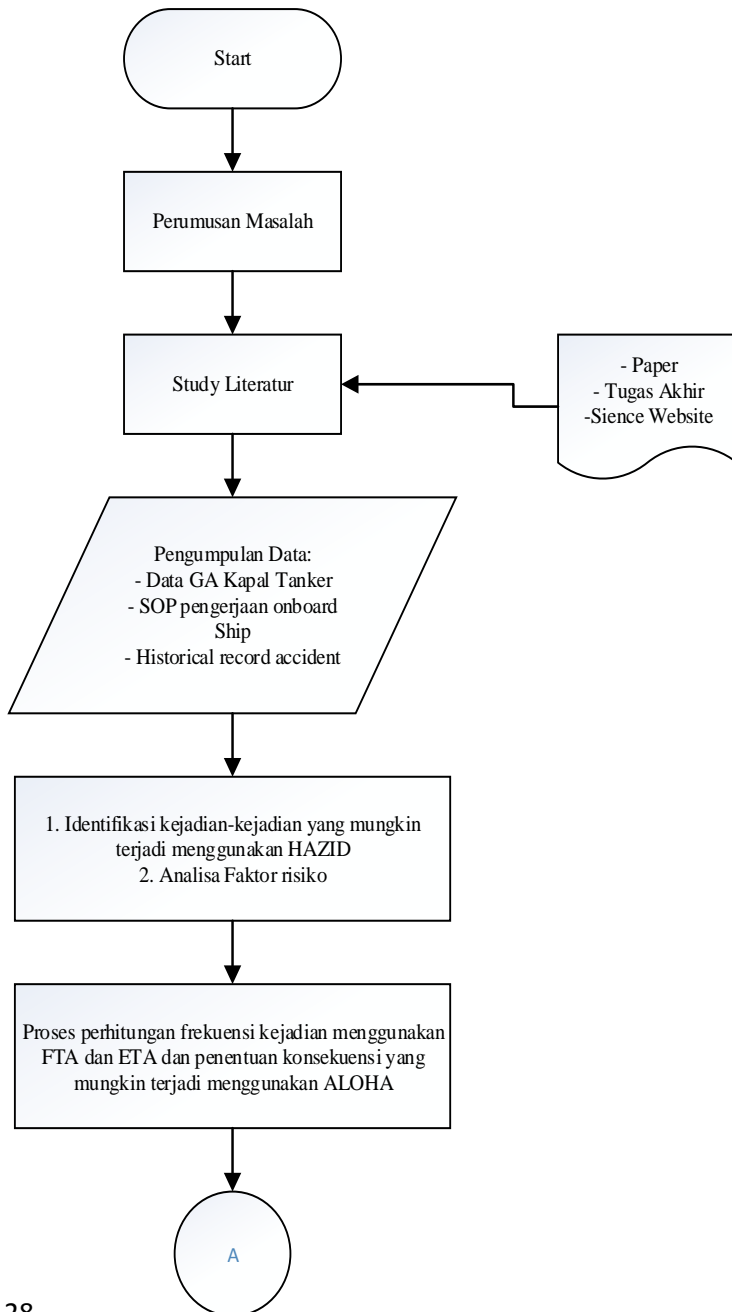 Start
Perumusan Masalah
Study Literatur
- Paper
- Tugas Akhir
-Sience Website
Pengumpulan Data:
- Data GA Kapal Tanker
- SOP pengerjaan onboard
Ship
- Historical record accident
1. Identifikasi kejadian-kejadian yang mungkin
terjadi menggunakan HAZID
2. Analisa Faktor risiko
Proses perhitungan frekuensi kejadian menggunakan
FTA dan ETA dan penentuan konsekuensi yang
mungkin terjadi menggunakan ALOHA
A
28